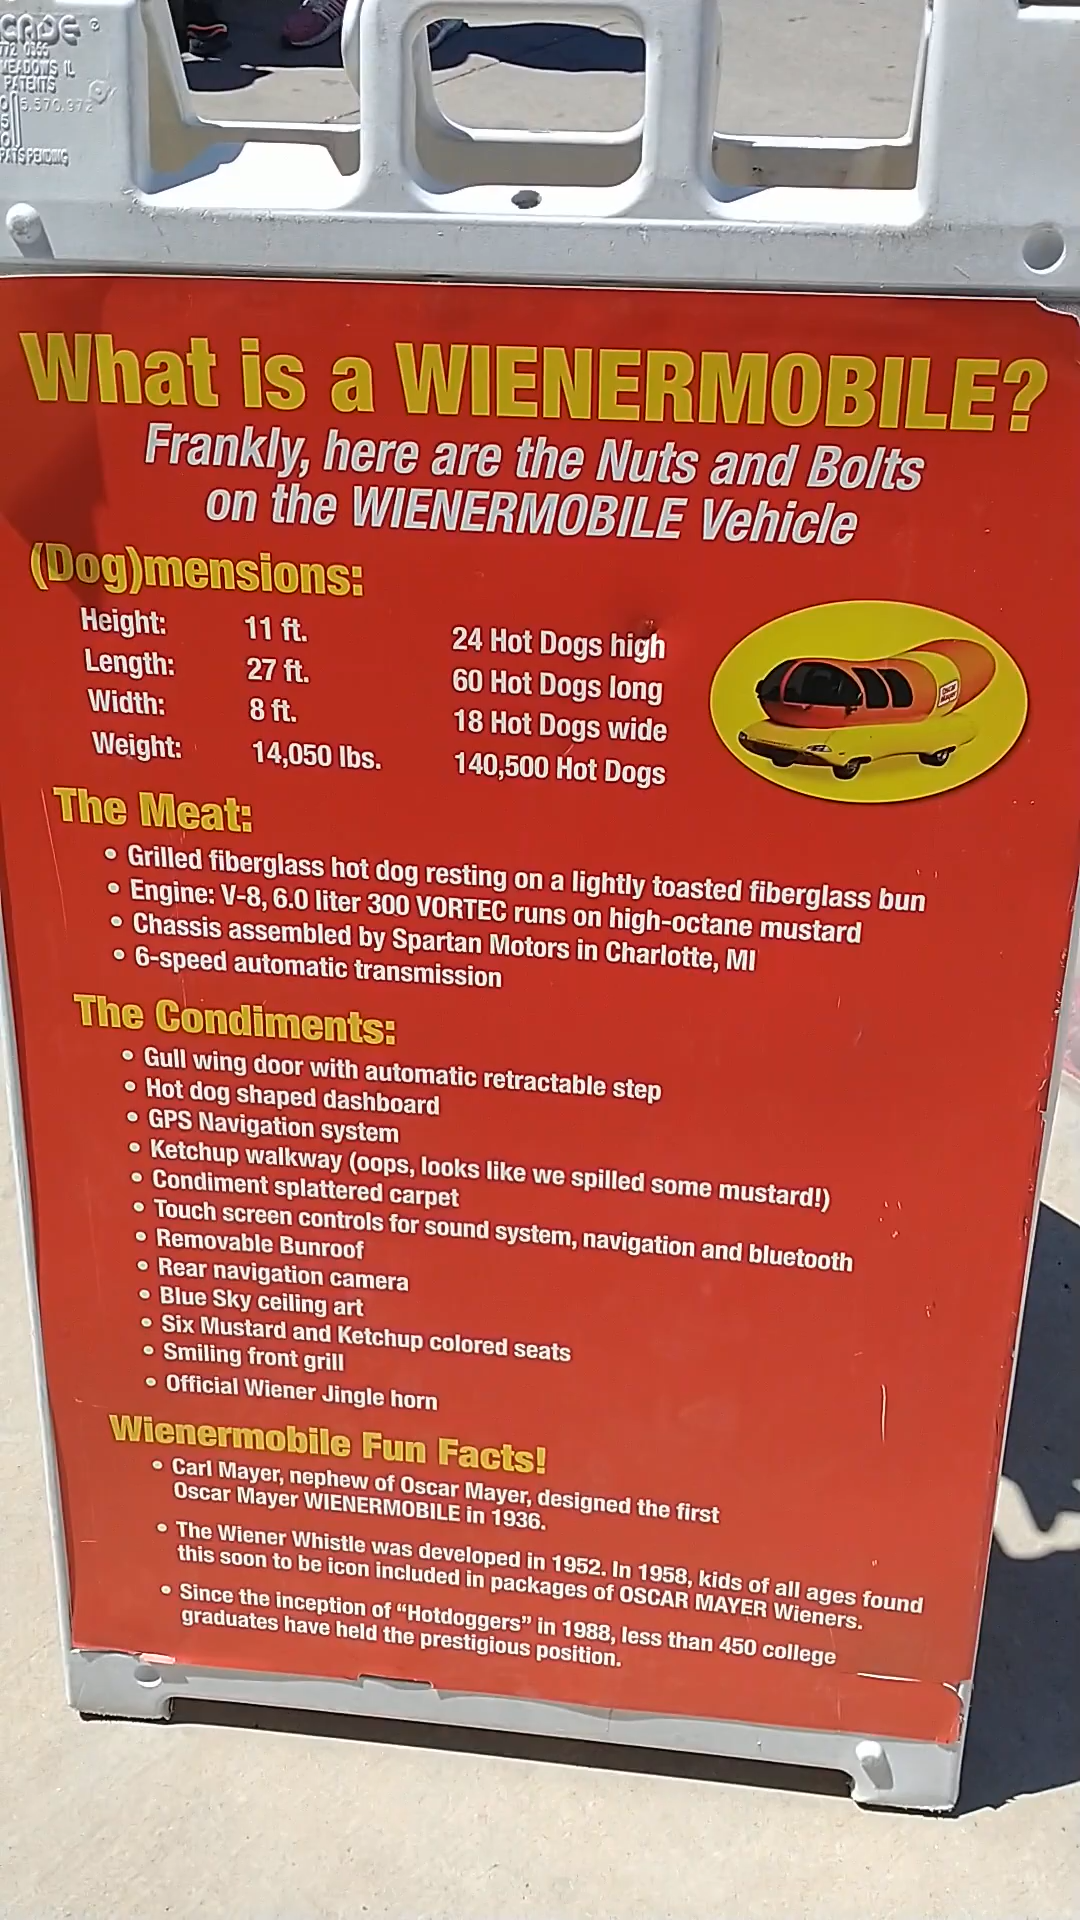 CADE
772 0355
MEADOWS IL
PATENTS
5,570,972
PATS PENDING
What is a WIENERMOBILE?
Frankly, here are the Nuts and Bolts
on the WIENERMOBILE Vehicle
(Dog)mensions:
Height: 11 ft. 24 Hot Dogs high
Length: 27 ft. 60 Hot Dogs long
Width: 8 ft. 18 Hot Dogs wide
Weight: 14,050 lbs. 140,500 Hot Dogs
Oscar Mayer
The Meat:
• Grilled fiberglass hot dog resting on a lightly toasted fiberglass bun
• Engine: V-8, 6.0 liter 300 VORTEC runs on high-octane mustard
• Chassis assembled by Spartan Motors in Charlotte, MI
• 6-speed automatic transmission
The Condiments:
• Gull wing door with automatic retractable step
• Hot dog shaped dashboard
• GPS Navigation system
• Ketchup walkway (oops, looks like we spilled some mustard!)
• Condiment splattered carpet
• Touch screen controls for sound system, navigation and bluetooth
• Removable Bunroof
• Rear navigation camera
• Blue Sky ceiling art
• Six Mustard and Ketchup colored seats
• Smiling front grill
• Official Wiener Jingle horn
Wienermobile Fun Facts!
• Carl Mayer, nephew of Oscar Mayer, designed the first
Oscar Mayer WIENERMOBILE in 1936.
• The Wiener Whistle was developed in 1952. In 1958, kids of all ages found
this soon to be icon included in packages of OSCAR MAYER Wieners.
• Since the inception of “Hotdoggers” in 1988, less than 450 college
graduates have held the prestigious position.